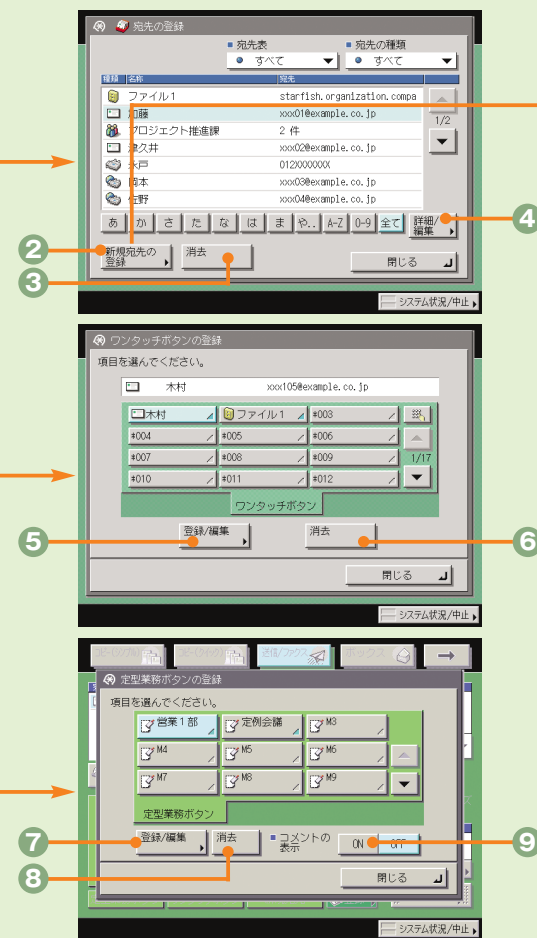 宛先の登録
宛先表 宛先の種類
すべて すべて
種類 名称 宛先
ファイル1 starfish.organization.compa
加藤 xxx01@example.co.jp
プロジェクト推進課 2 件
津久井 xxx02@example.co.jp
永戸 012XXXXXXX
岡本 xxx03@example.co.jp
佐野 xxx04@example.co.jp
1/2
あ か さ た な は ま や.. A-Z 0-9 全て 詳細/編集
④
② 新規宛先の登録 消去
③
閉じる
システム状況/中止
ワンタッチボタンの登録
項目を選んでください。
木村 xxx105@example.co.jp
木村 ファイル1 *003
*004 *005 *006
*007 *008 *009 1/17
*010 *011 *012
ワンタッチボタン
⑤ 登録/編集 消去 ⑥
閉じる
システム状況/中止
送信/ファクス ボックス
定型業務ボタンの登録
項目を選んでください。
営業1部 定例会議 M3
M4 M5 M6
M7 M8 M9
定型業務ボタン
⑦ 登録/編集 消去 コメントの表示 ON OFF ⑨
⑧
閉じる
システム状況/中止